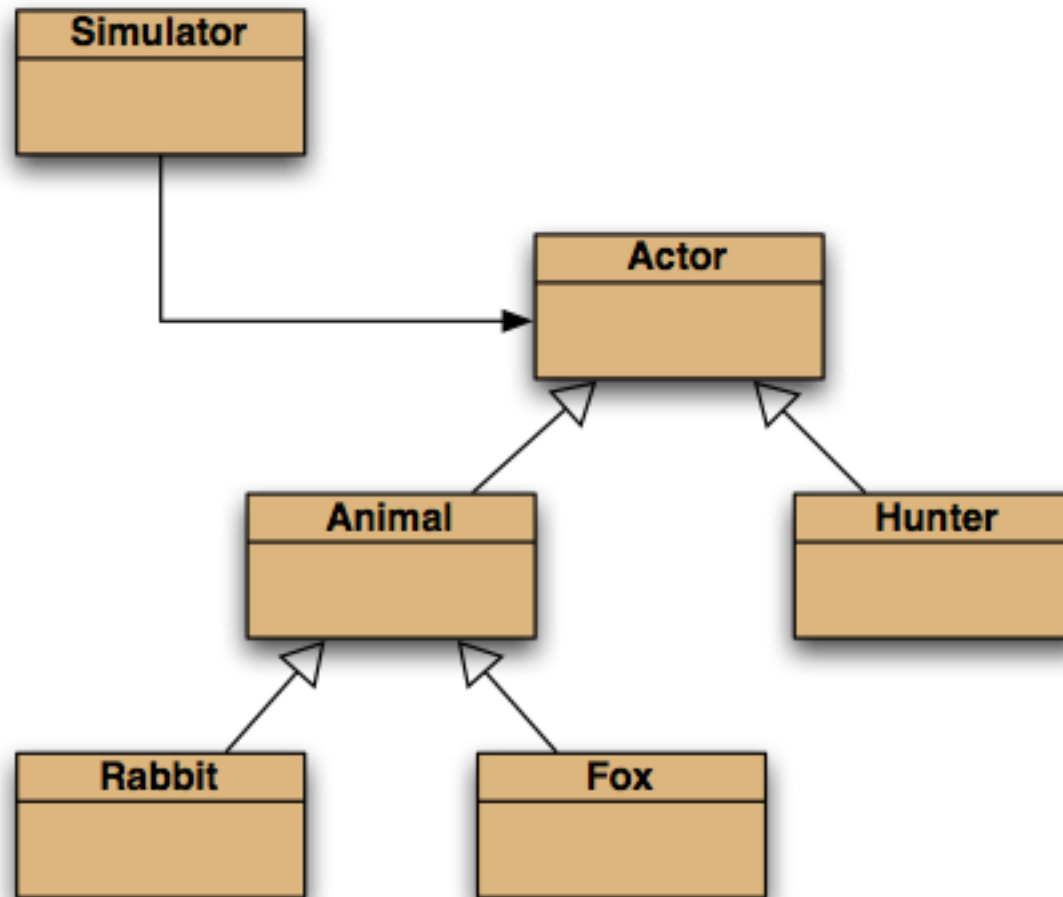 Simulator
Actor
Animal
Hunter
Rabbit
Fox